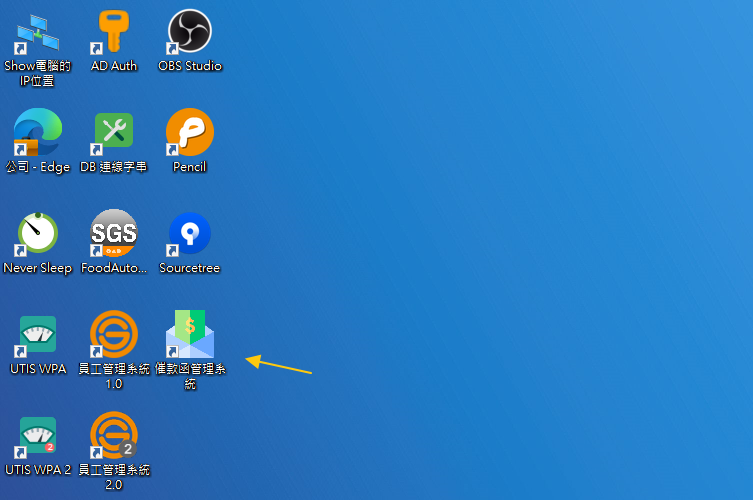 Show電腦的
IP位置
AD Auth
OBS Studio
公司 - Edge
DB 連線字串
Pencil
Never Sleep
SGS
FoodAuto...
Sourcetree
$
UTIS WPA
員工管理系統
1.0
催款函管理系
統
2
UTIS WPA 2
2
員工管理系統
2.0